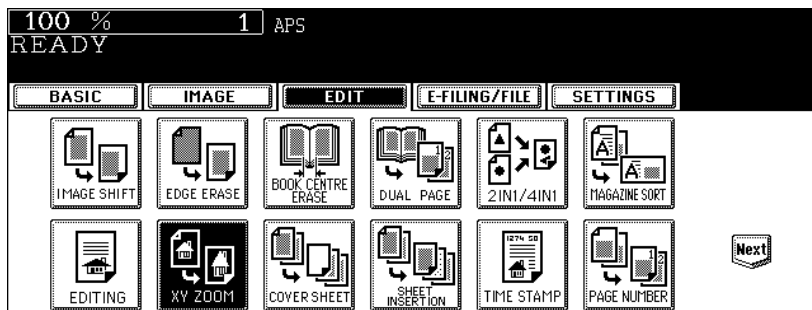 100 % 1 APS
READY
BASIC IMAGE EDIT E-FILING/FILE SETTINGS
IMAGE SHIFT EDGE ERASE BOOK CENTRE ERASE DUAL PAGE 2IN1/4IN1 MAGAZINE SORT
Next
EDITING XY ZOOM COVER SHEET SHEET INSERTION TIME STAMP PAGE NUMBER